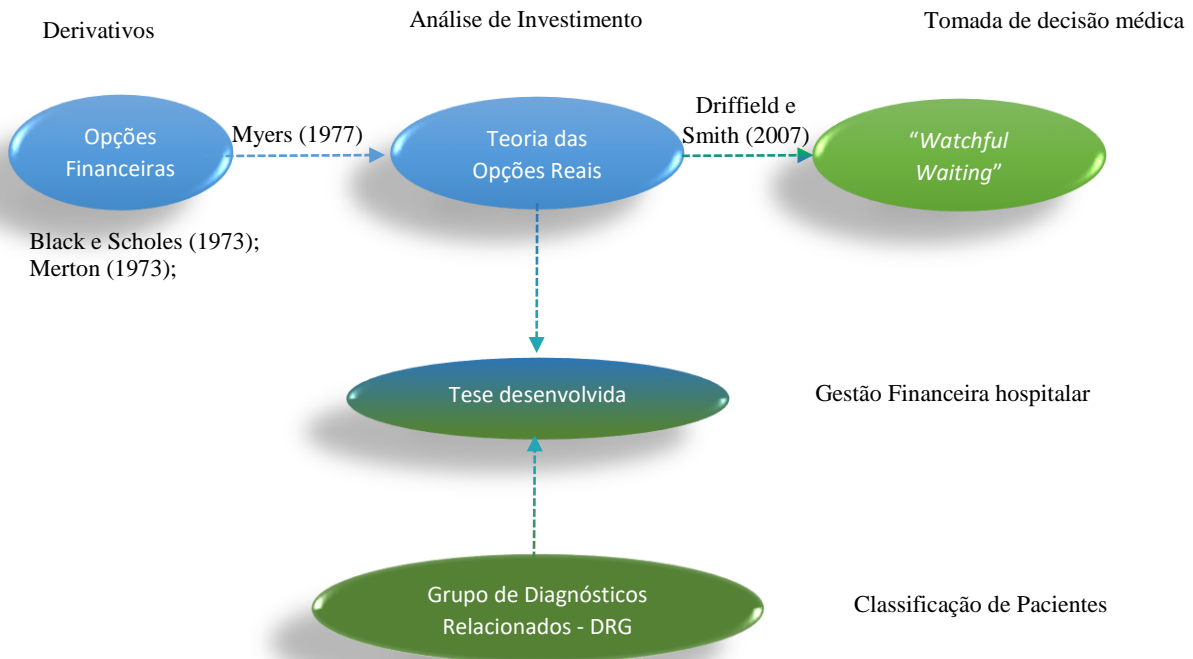 Derivativos
Análise de Investimento
Tomada de decisão médica
Opções
Financeiras
Myers (1977)
Teoria das
Opções Reais
Driffield e
Smith (2007)
“Watchful
Waiting”
Black e Scholes (1973);
Merton (1973);
Tese desenvolvida
Gestão Financeira hospitalar
Grupo de Diagnósticos
Relacionados - DRG
Classificação de Pacientes